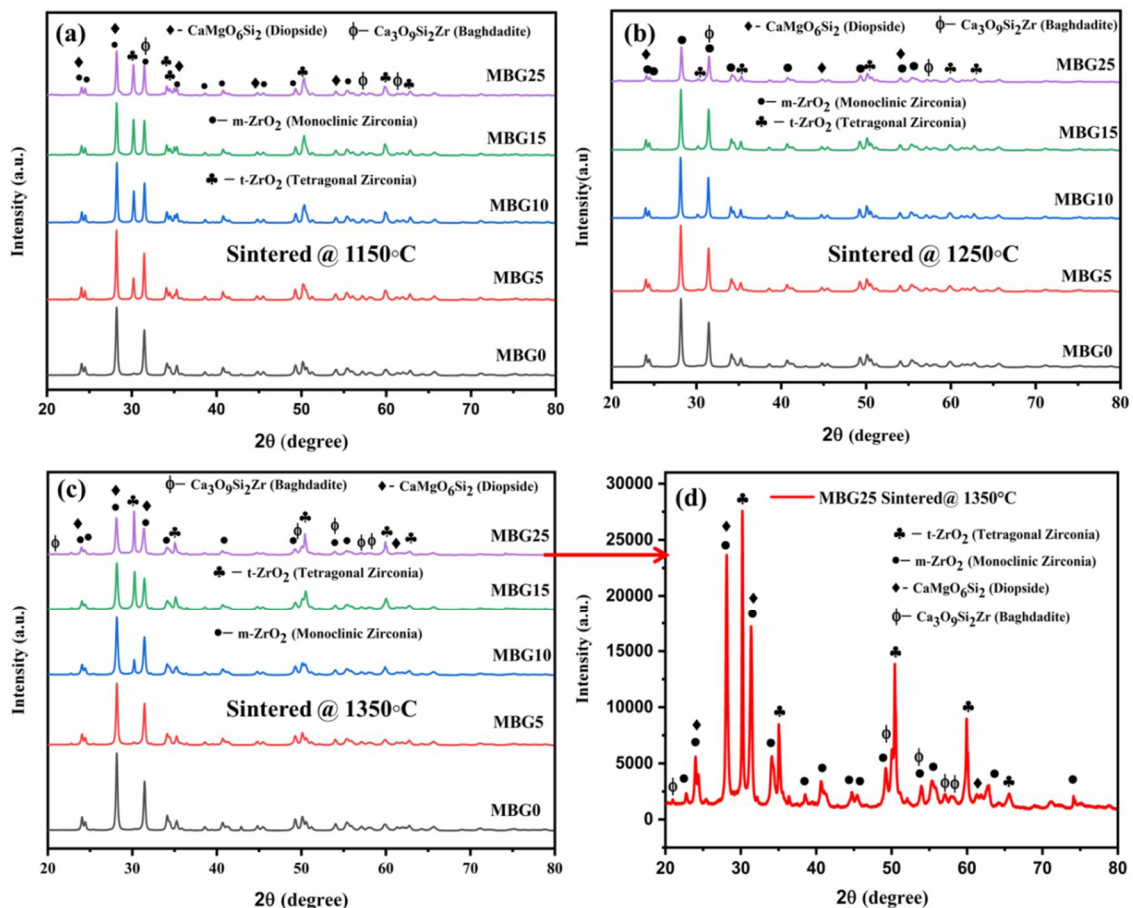 (a)
♦- CaMgO6Si2 (Diopside)
ϕ— Ca3O9Si2Zr (Baghdadite)
MBG25
●— m-ZrO2 (Monoclinic Zirconia)
MBG15
♣ — t-ZrO2 (Tetragonal Zirconia)
MBG10
Sintered @ 1150◦C
MBG5
MBG0
Intensity (a.u.)
20 30 40 50 60 70 80
2θ (degree)
(b)
♦- CaMgO6Si2 (Diopside)
ϕ— Ca3O9Si2Zr (Baghdadite)
MBG25
●— m-ZrO2 (Monoclinic Zirconia)
♣ — t-ZrO2 (Tetragonal Zirconia)
MBG15
MBG10
Sintered @ 1250◦C
MBG5
MBG0
Intensity(a.u)
20 30 40 50 60 70 80
2θ (degree)
(c)
ϕ— Ca3O9Si2Zr (Baghdadite)
♦- CaMgO6Si2 (Diopside)
MBG25
♣ — t-ZrO2 (Tetragonal Zirconia)
MBG15
●— m-ZrO2 (Monoclinic Zirconia)
MBG10
Sintered @ 1350◦C
MBG5
MBG0
Intensity (a.u.)
20 30 40 50 60 70 80
2θ (degree)
(d)
MBG25 Sintered@ 1350°C
♣ — t-ZrO2 (Tetragonal Zirconia)
●— m-ZrO2 (Monoclinic Zirconia)
♦- CaMgO6Si2 (Diopside)
ϕ— Ca3O9Si2Zr (Baghdadite)
Intensity (a.u.)
30000
25000
20000
15000
10000
5000
0
20 30 40 50 60 70 80
2θ (degree)